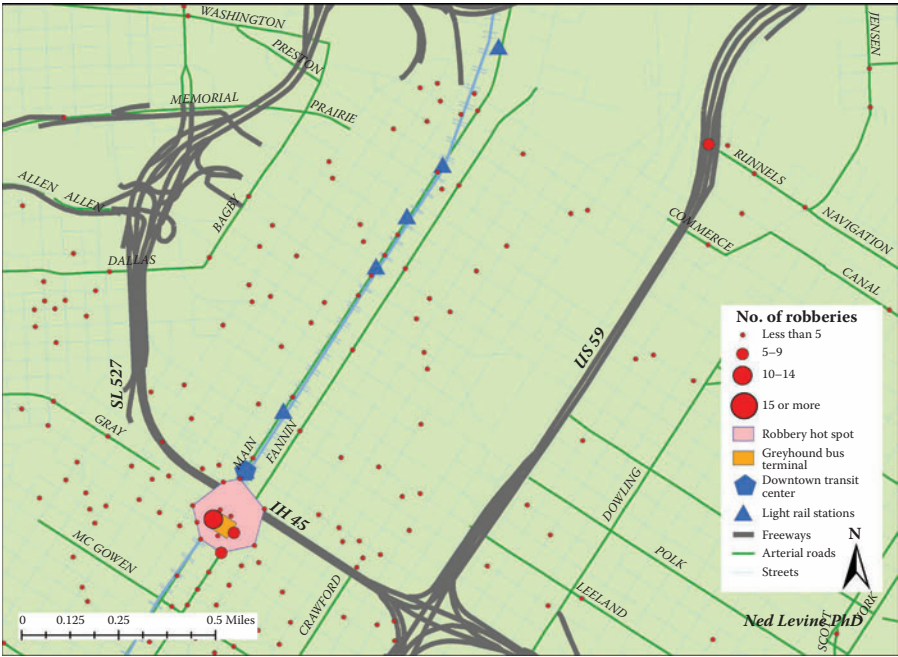 WASHINGTON
JENSEN
PRESTON
MEMORIAL
PRAIRIE
RUNNELS
ALLEN ALLEN
BAGBY
COMMERCE
NAVIGATION
DALLAS
CANAL
No. of robberies
Less than 5
5–9
10–14
15 or more
Robbery hot spot
Greyhound bus
terminal
Downtown transit
center
Light rail stations
Freeways
Arterial roads
Streets
N
US 59
SL 527
GRAY
MAIN
FANNIN
DOWLING
IH 45
MC GOWEN
POLK
CRAWFORD
LEELAND
SCOTT
YORK
0 0.125 0.25 0.5 Miles
Ned Levine PhD